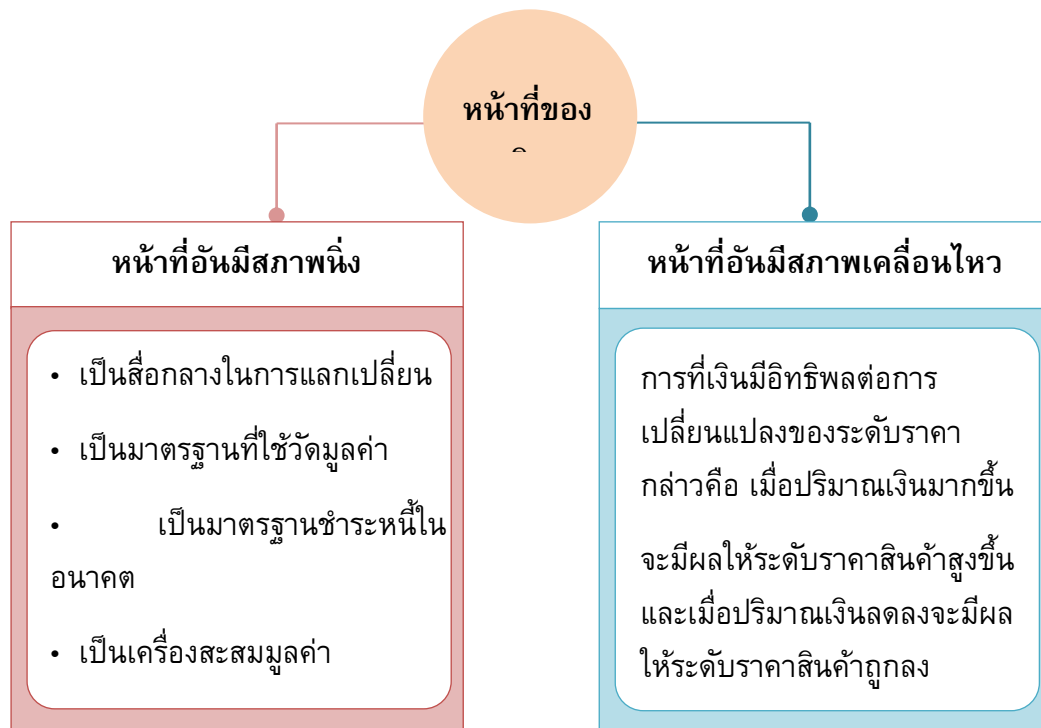 หน้าที่ของ
หน้าที่อันมีสภาพนิ่ง
• เป็นสื่อกลางในการแลกเปลี่ยน
• เป็นมาตรฐานที่ใช้วัดมูลค่า
• เป็นมาตรฐานชำระหนี้ใน
อนาคต
• เป็นเครื่องสะสมมูลค่า
หน้าที่อันมีสภาพเคลื่อนไหว
การที่เงินมีอิทธิพลต่อการ
เปลี่ยนแปลงของระดับราคา
กล่าวคือ เมื่อปริมาณเงินมากขึ้น
จะมีผลให้ระดับราคาสินค้าสูงขึ้น
และเมื่อปริมาณเงินลดลงจะมีผล
ให้ระดับราคาสินค้าถูกลง